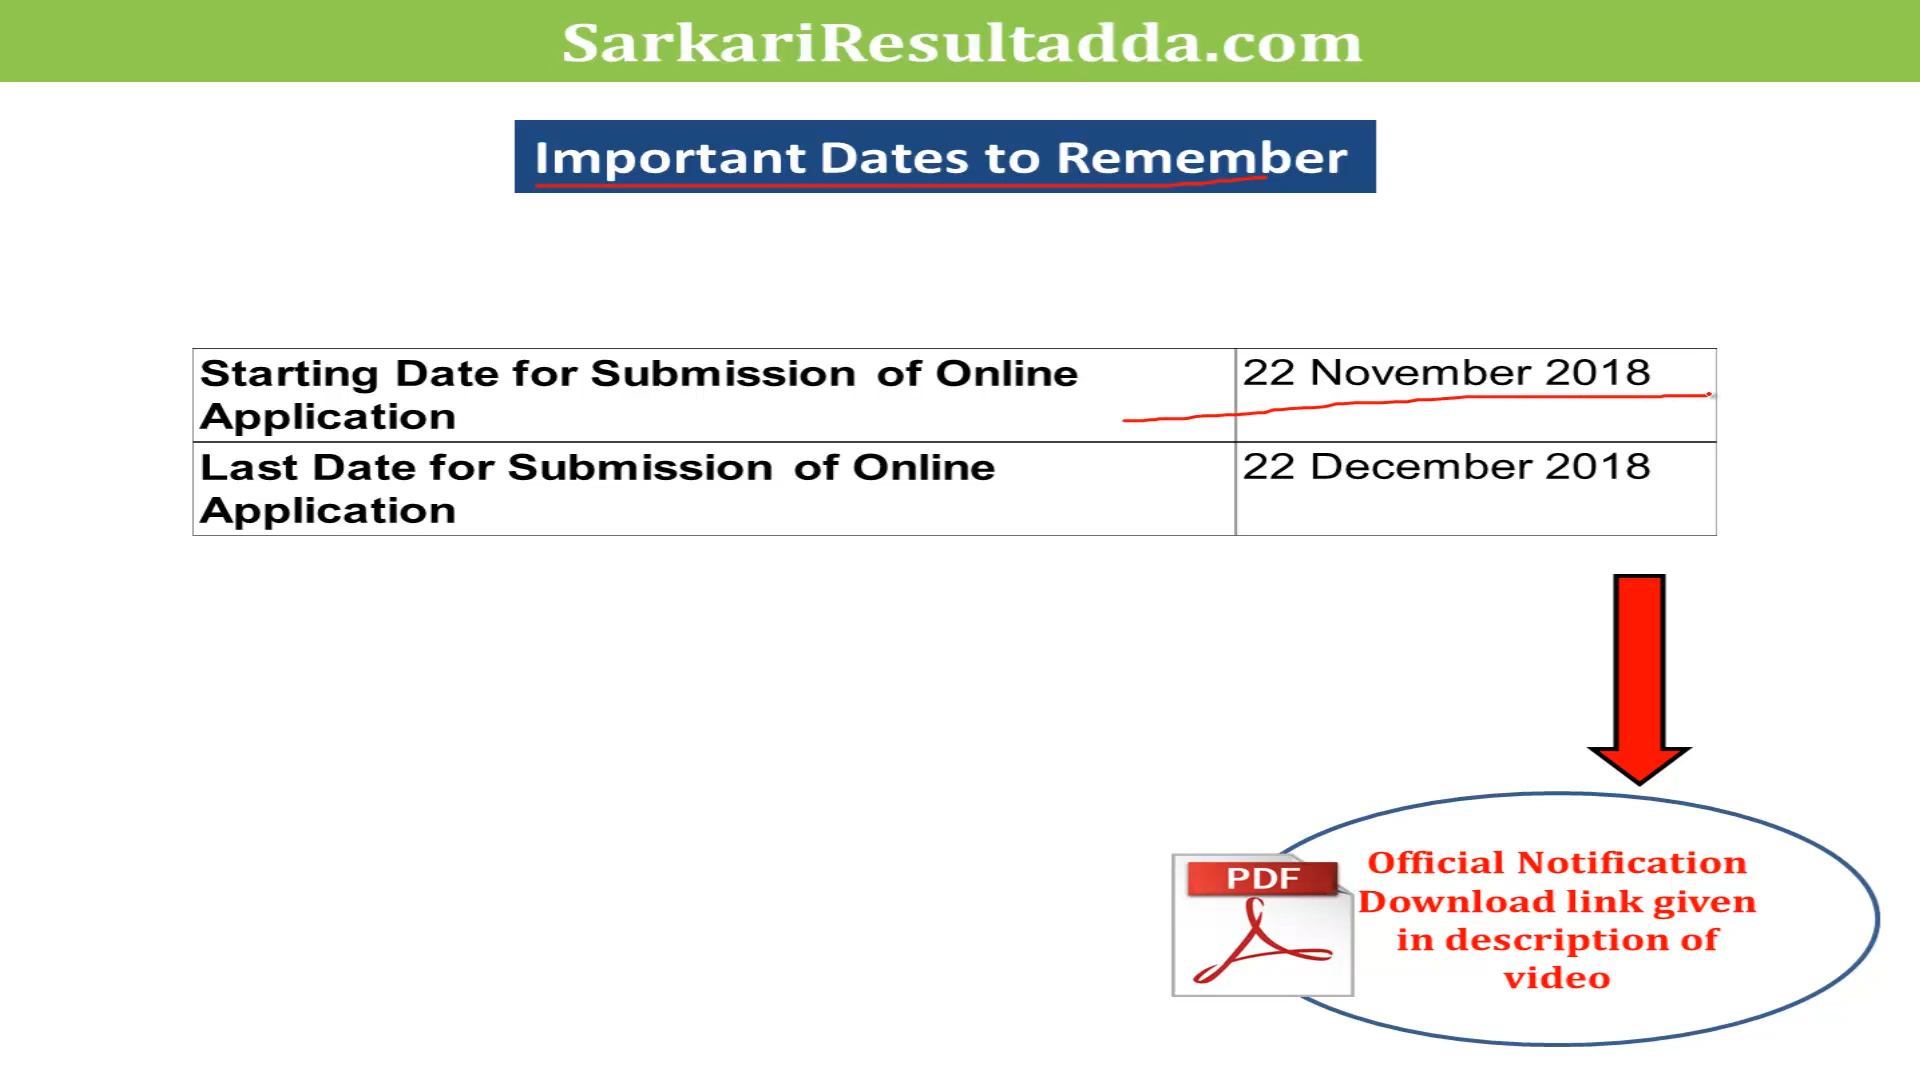 SarkariResultadda.com
Important Dates to Remember
Starting Date for Submission of Online
Application
22 November 2018
Last Date for Submission of Online
Application
22 December 2018
PDF
Official Notification
Download link given
in description of
video